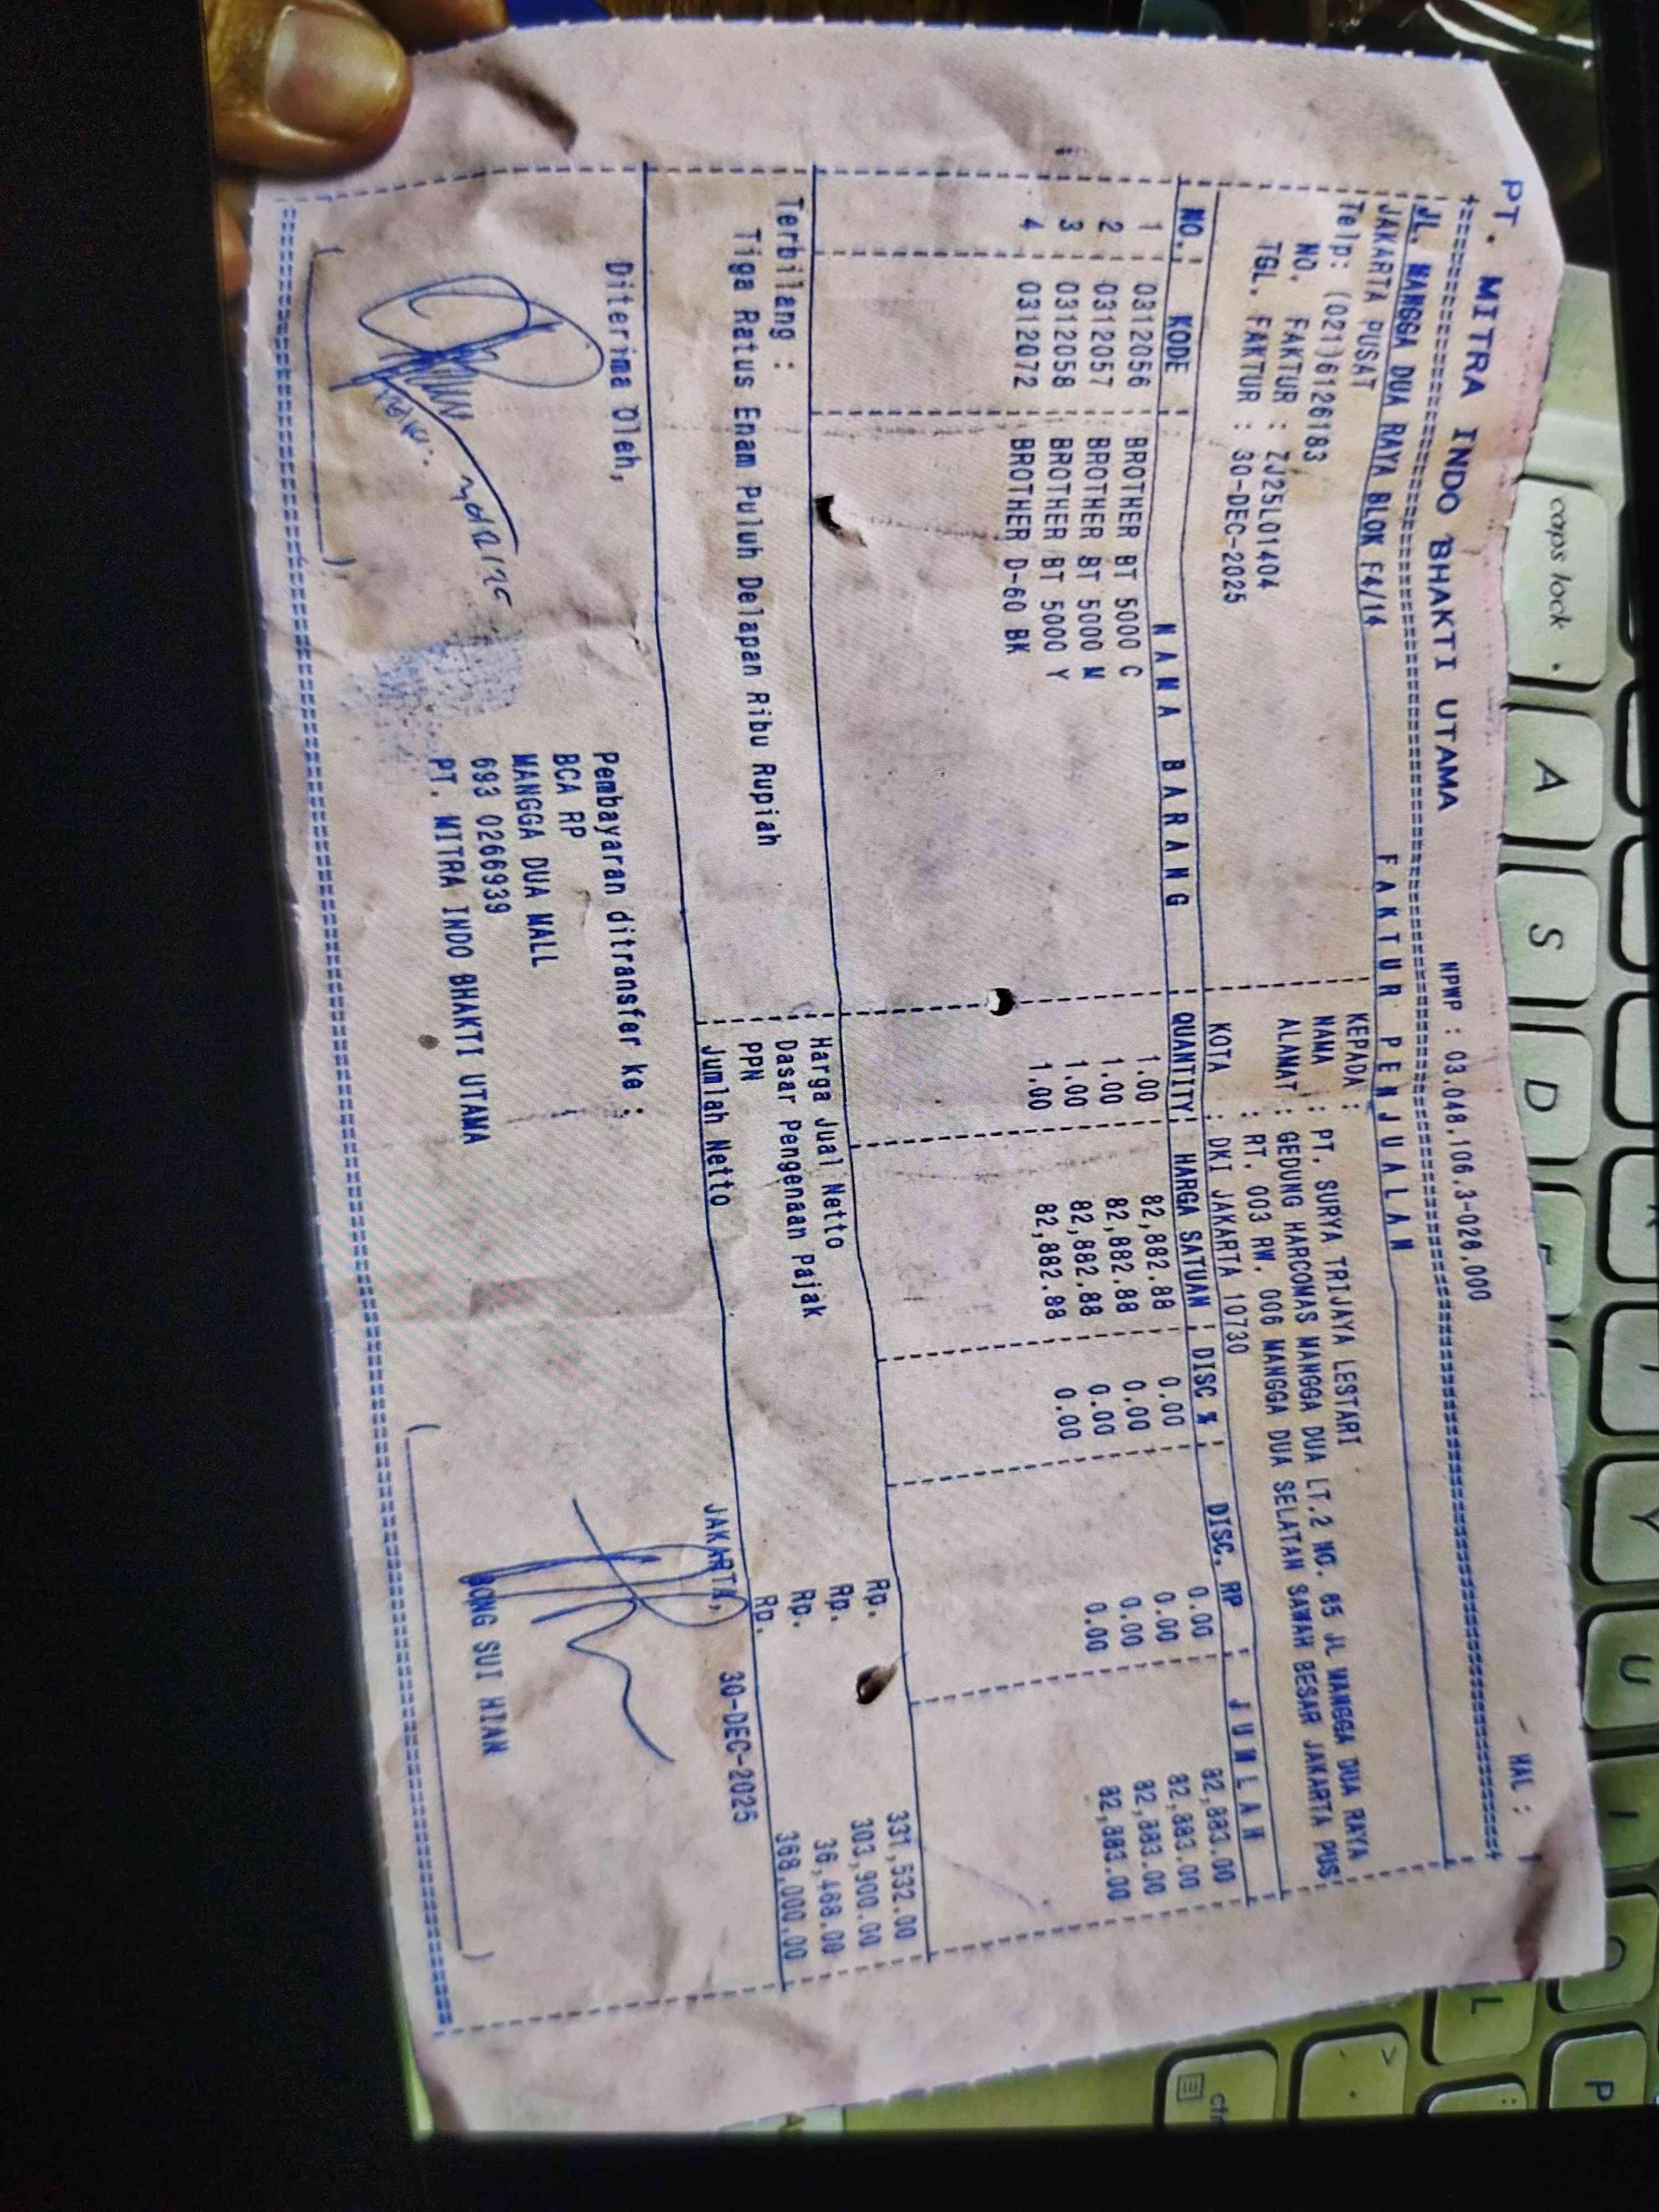 PT. MITRA INDO BHAKTI UTAMA
NPWP : 03.048.106.3-026.000
HAL :
JL. MANGGA DUA RAYA BLOK F4/14
JAKARTA PUSAT
Telp: (021)6126183
FAKTUR PENJUALAN
NO. FAKTUR : ZJ25L01404
TGL. FAKTUR : 30-DEC-2025
KEPADA :
NAMA : PT. SURYA TRIJAYA LESTARI
ALAMAT : GEDUNG HARCOMAS MANGGA DUA LT.2 NO. 65 JL MANGGA DUA RAYA
: RT. 003 RW. 006 MANGGA DUA SELATAN SAWAH BESAR JAKARTA PUS
KOTA : DKI JAKARTA 10730
NO. KODE NAMA BARANG QUANTITY HARGA SATUAN DISC % DISC. RP JUMLAH
1 0312056 BROTHER BT 5000 C 1.00 82,882.88 0.00 0.00 82,883.00
2 0312057 BROTHER BT 5000 M 1.00 82,882.88 0.00 0.00 82,883.00
3 0312058 BROTHER BT 5000 Y 1.00 82,882.88 0.00 0.00 82,883.00
4 0312072 BROTHER D-60 BK 1.00 82,882.88 0.00 0.00 82,883.00
Terbilang :
Tiga Ratus Enam Puluh Delapan Ribu Rupiah
Harga Jual Netto Rp. 331,532.00
Dasar Pengenaan Pajak Rp. 303,900.00
PPN Rp. 36,468.00
Jumlah Netto Rp. 368,000.00
Diterima Oleh,
Pembayaran ditransfer ke :
BCA RP
MANGGA DUA MALL
693 0266939
PT. MITRA INDO BHAKTI UTAMA
JAKARTA, 30-DEC-2025
BONG SUI HIAN
caps lock
A
S
D
Y
U
I
L
P